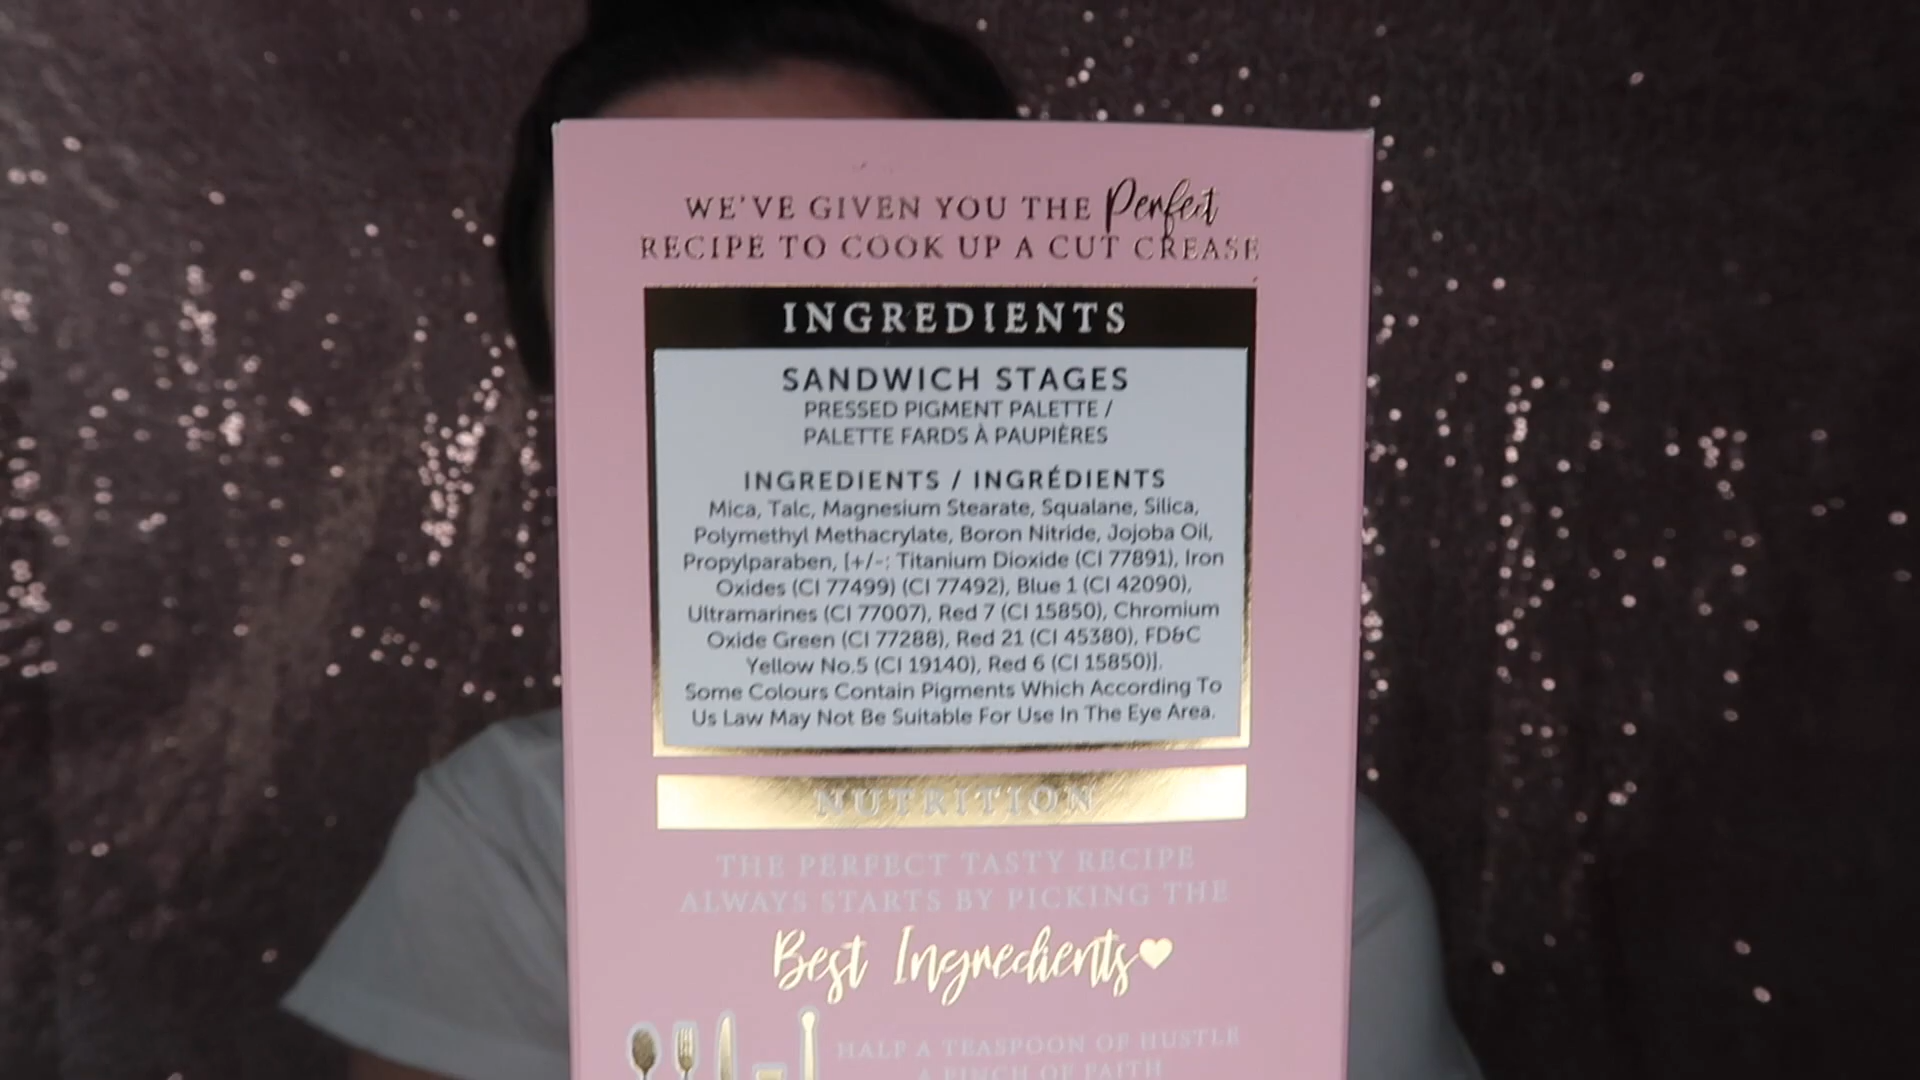 WE'VE GIVEN YOU THE Perfect
RECIPE TO COOK UP A CUT CREASE
INGREDIENTS
SANDWICH STAGES
PRESSED PIGMENT PALETTE /
PALETTE FARDS À PAUPIÈRES
INGREDIENTS / INGRÉDIENTS
Mica, Talc, Magnesium Stearate, Squalane, Silica,
Polymethyl Methacrylate, Boron Nitride, Jojoba Oil,
Propylparaben, [+/-: Titanium Dioxide (CI 77891), Iron
Oxides (CI 77499) (CI 77492), Blue 1 (CI 42090),
Ultramarines (CI 77007), Red 7 (CI 15850), Chromium
Oxide Green (CI 77288), Red 21 (CI 45380), FD&C
Yellow No.5 (CI 19140), Red 6 (CI 15850)].
Some Colours Contain Pigments Which According To
Us Law May Not Be Suitable For Use In The Eye Area.
NUTRITION
THE PERFECT TASTY RECIPE
ALWAYS STARTS BY PICKING THE
Best Ingredients
HALF A TEASPOON OF HUSTLE
A PINCH OF FAITH